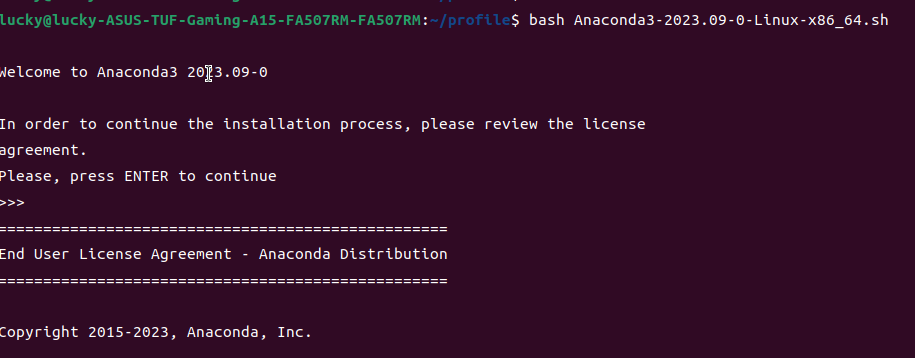 lucky@lucky-ASUS-TUF-Gaming-A15-FA507RM-FA507RM:~/profile$ bash Anaconda3-2023.09-0-Linux-x86_64.sh
Welcome to Anaconda3 2023.09-0
In order to continue the installation process, please review the license
agreement.
Please, press ENTER to continue
>>>
==================================================
End User License Agreement - Anaconda Distribution
==================================================
Copyright 2015-2023, Anaconda, Inc.